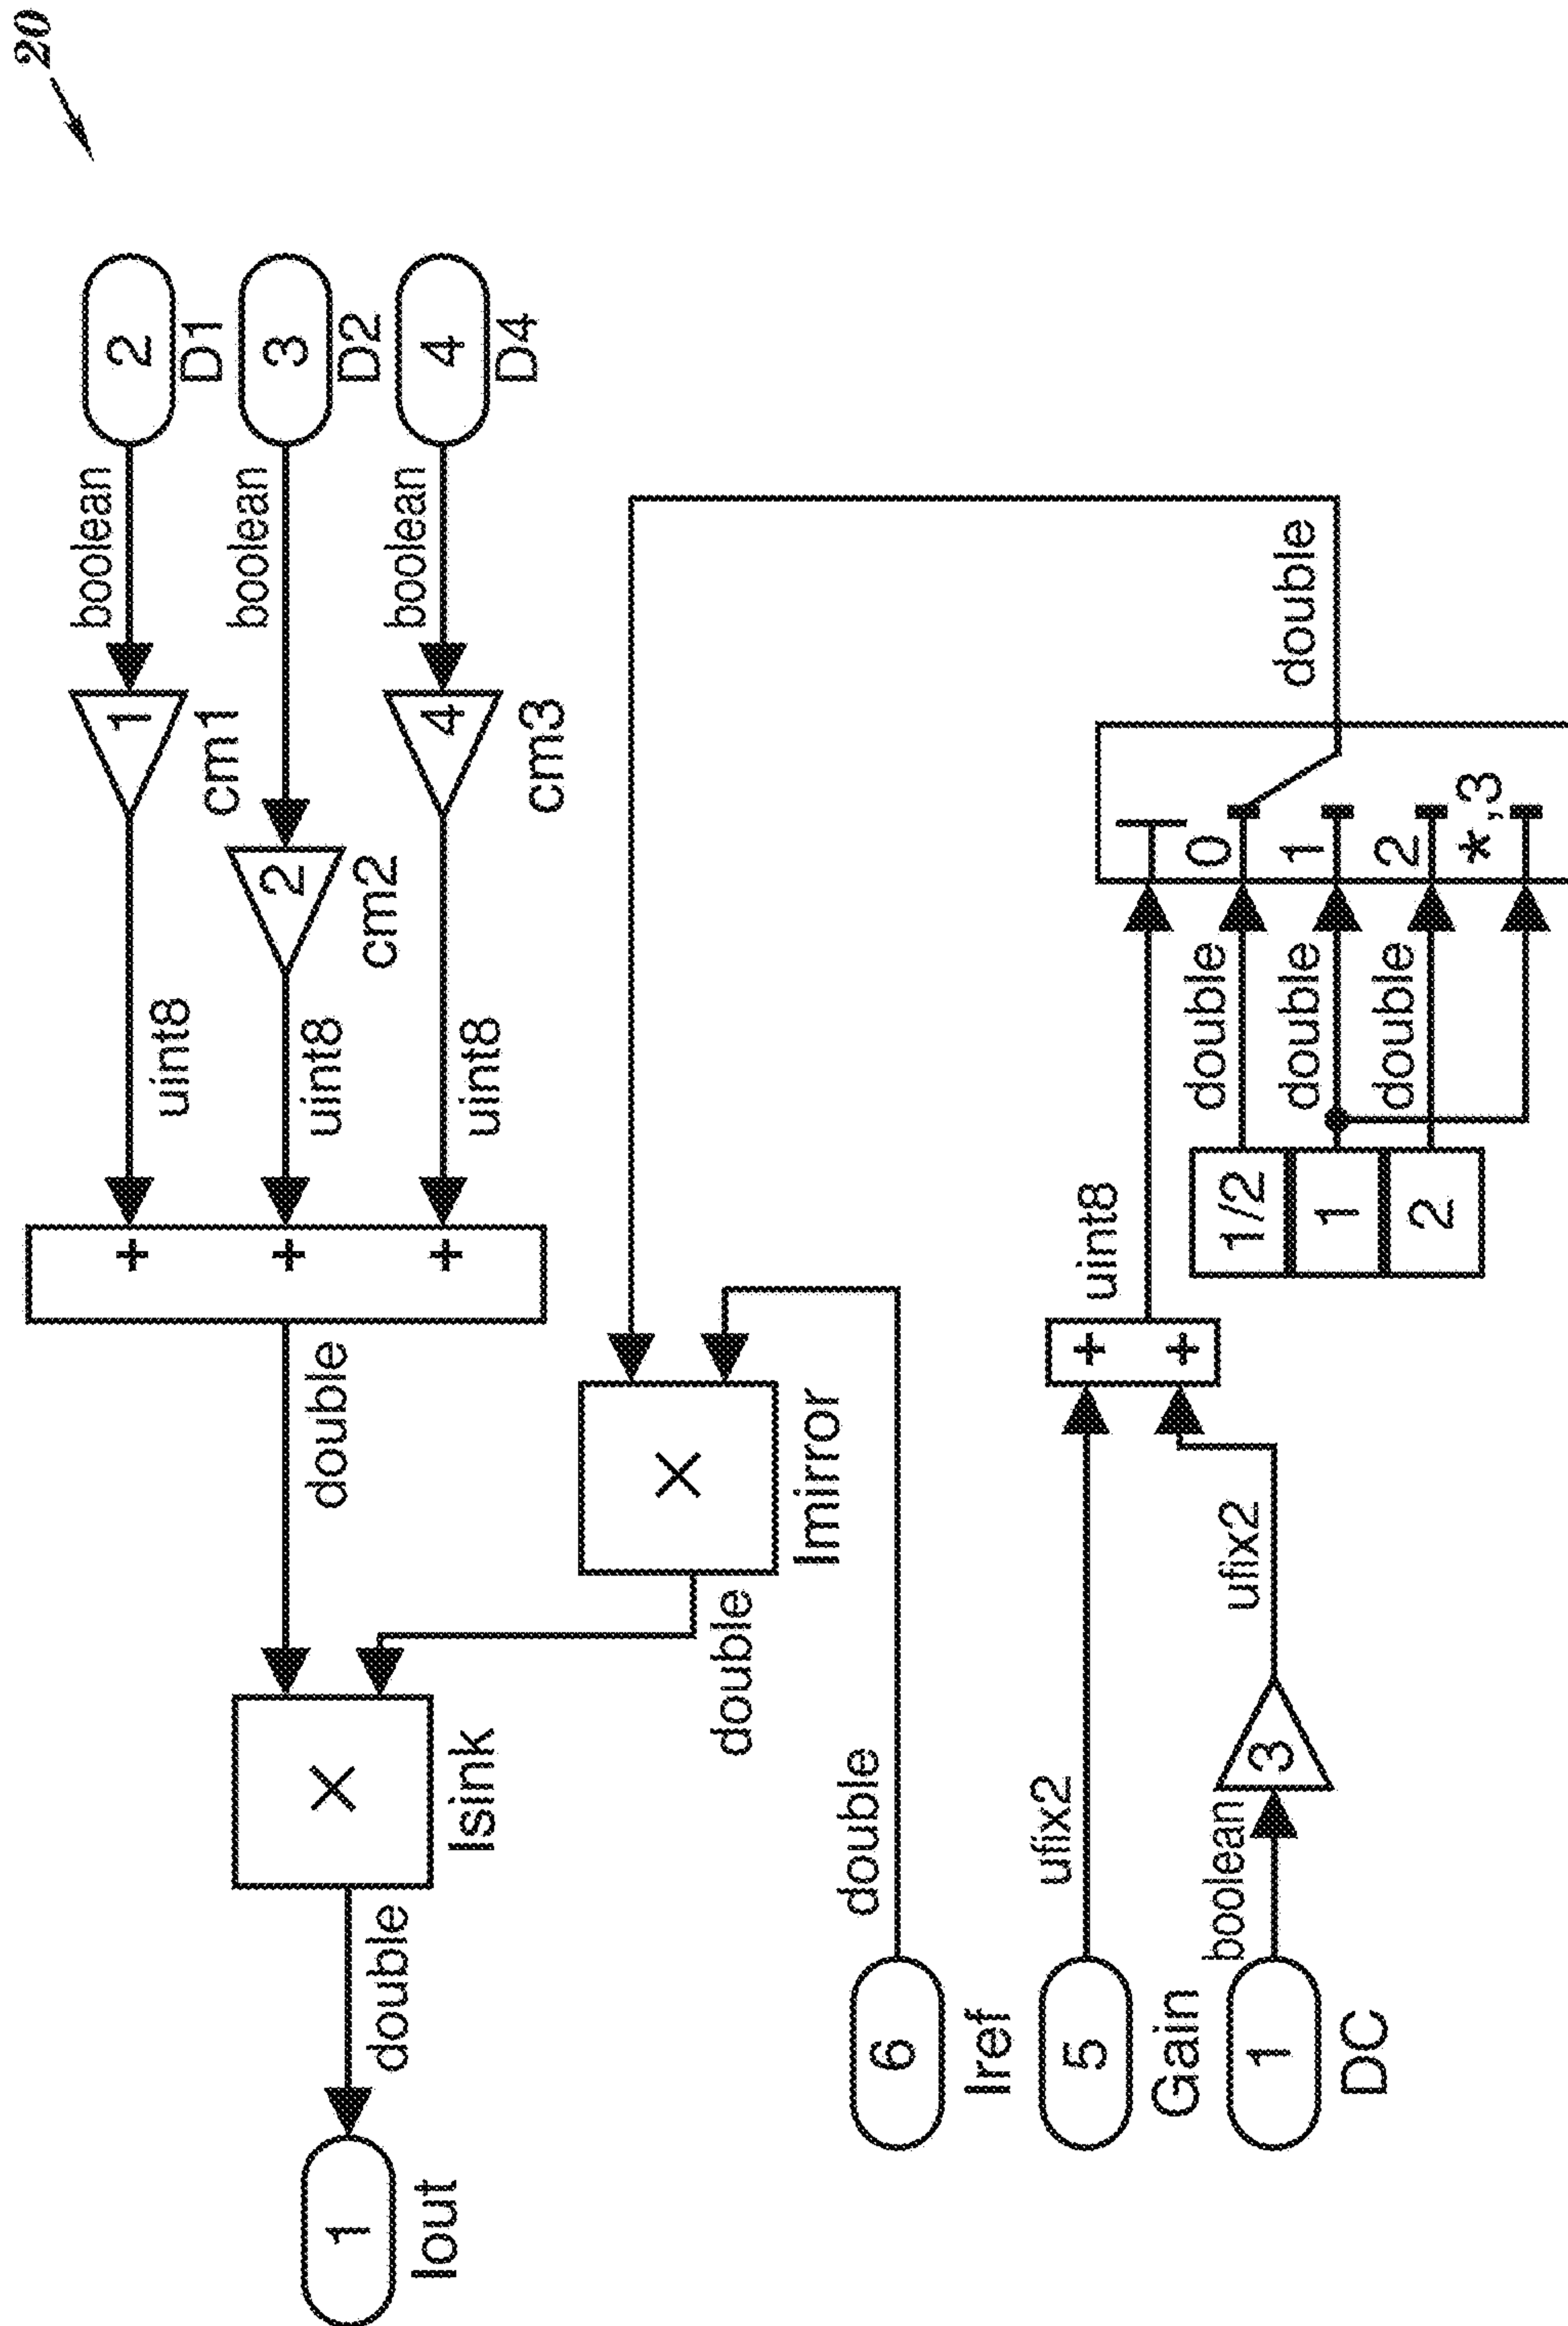 20
2
D1
boolean
1
cm1
uint8
+
3
D2
boolean
2
cm2
uint8
+
4
D4
boolean
4
cm3
uint8
+
double
×
Isink
double
1
Iout
×
Imirror
double
6
Iref
double
5
Gain
ufix2
1
DC
boolean
3
ufix2
+
+
uint8
1/2
1
2
double
double
double
0
1
2
*,3
double